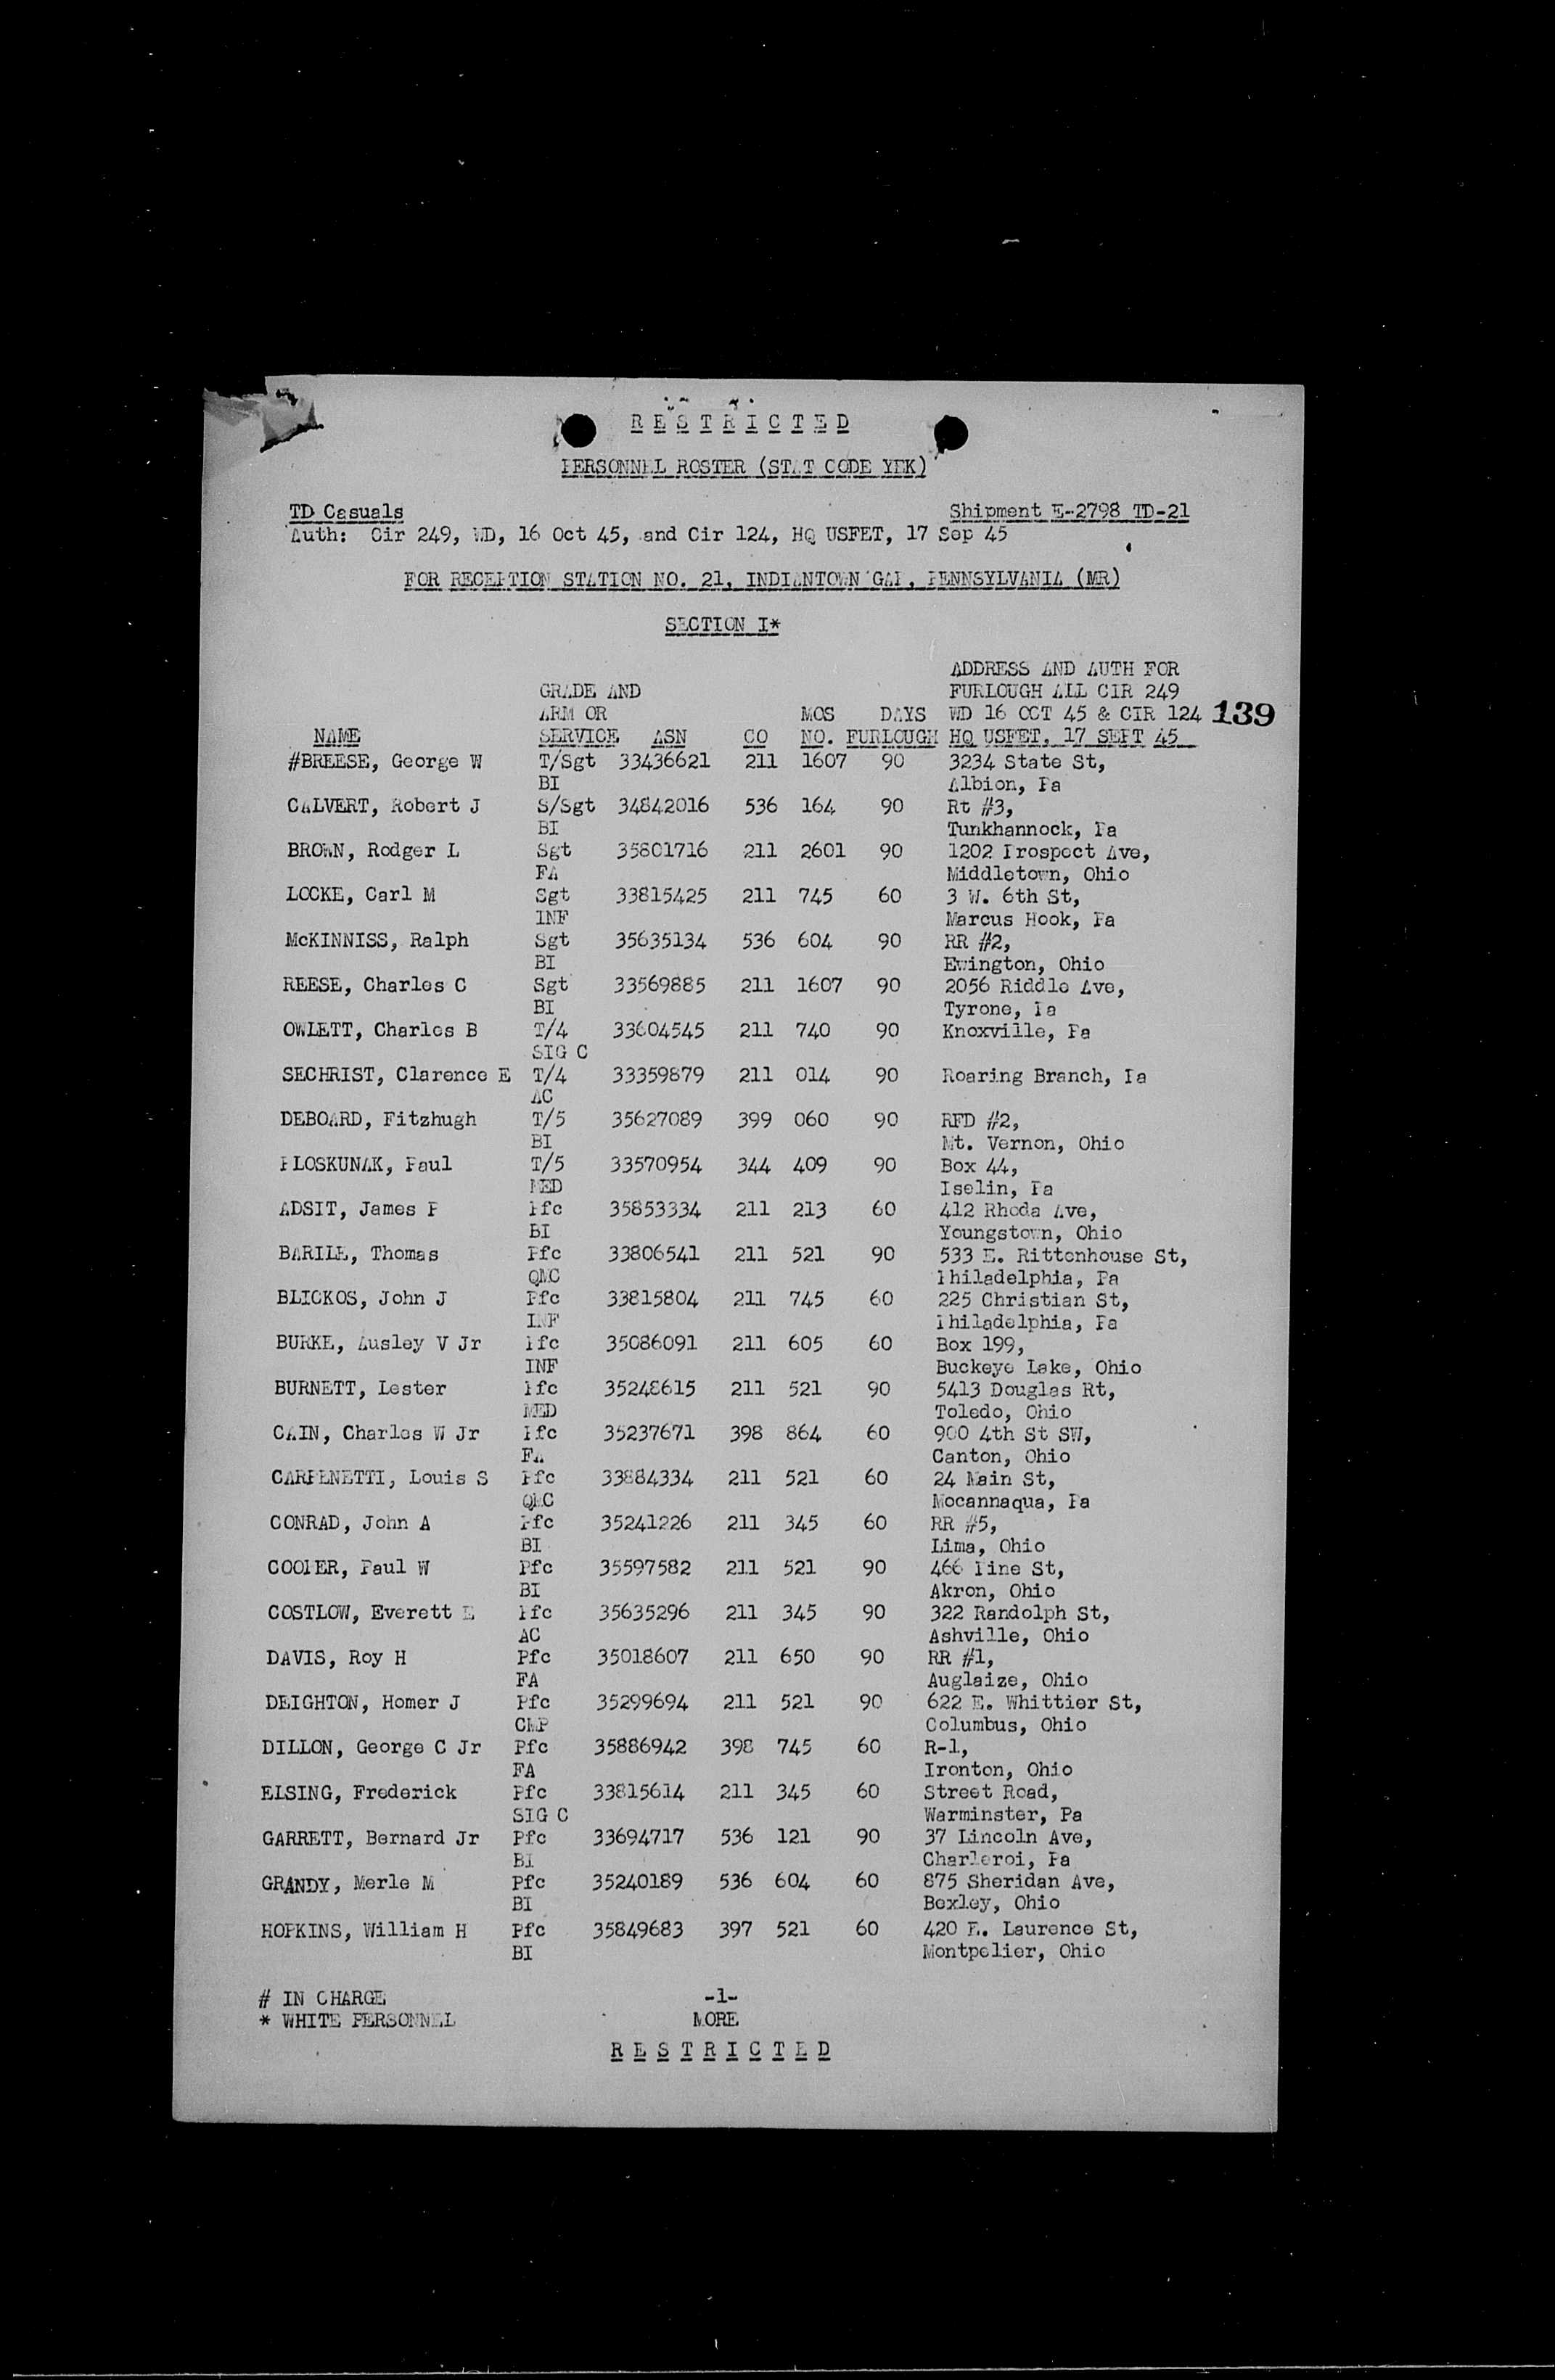 R E S T R I C T E D
PERSONNEL ROSTER (STAT CODE YEK)
TD Casuals Shipment E-2798 TD-21
Auth: Cir 249, WD, 16 Oct 45, and Cir 124, HQ USFET, 17 Sep 45
FOR RECEPTION STATION NO. 21, INDIANTOWN GAP, PENNSYLVANIA (MR)
SECTION I*
ADDRESS AND AUTH FOR
GRADE AND FURLOUGH ALL CIR 249
ARM OR MOS DAYS WD 16 OCT 45 & CIR 124 139
NAME SERVICE ASN CO NO. FURLOUGH HQ USFET, 17 SEPT 45
#BREESE, George W T/Sgt 33436621 211 1607 90 3234 State St,
BI Albion, Pa
CALVERT, Robert J S/Sgt 34842016 536 164 90 Rt #3,
BI Tunkhannock, Pa
BROWN, Rodger L Sgt 35801716 211 2601 90 1202 Prospect Ave,
FA Middletown, Ohio
LOCKE, Carl M Sgt 33815425 211 745 60 3 W. 6th St,
INF Marcus Hook, Pa
McKINNISS, Ralph Sgt 35635134 536 604 90 RR #2,
BI Ewington, Ohio
REESE, Charles C Sgt 33569885 211 1607 90 2056 Riddle Ave,
BI Tyrone, Pa
OWLETT, Charles B T/4 33604545 211 740 90 Knoxville, Pa
SIG C
SECHRIST, Clarence E T/4 33359879 211 014 90 Roaring Branch, Pa
AC
DEBOARD, Fitzhugh T/5 35627089 399 060 90 RFD #2,
BI Mt. Vernon, Ohio
PLOSKUNAK, Paul T/5 33570954 344 409 90 Box 44,
MED Iselin, Pa
ADSIT, James P Pfc 35853334 211 213 60 412 Rhoda Ave,
BI Youngstown, Ohio
BARILE, Thomas Pfc 33806541 211 521 90 533 E. Rittenhouse St,
QMC Philadelphia, Pa
BLICKOS, John J Pfc 33815804 211 745 60 225 Christian St,
INF Philadelphia, Pa
BURKE, Ausley V Jr Pfc 35086091 211 605 60 Box 199,
INF Buckeye Lake, Ohio
BURNETT, Lester Pfc 35248615 211 521 90 5413 Douglas Rt,
MED Toledo, Ohio
CAIN, Charles W Jr Pfc 35237671 398 864 60 900 4th St SW,
FA Canton, Ohio
CARPENETTI, Louis S Pfc 33884334 211 521 60 24 Main St,
QMC Mocannaqua, Pa
CONRAD, John A Pfc 35241226 211 345 60 RR #5,
BI Lima, Ohio
COOPER, Paul W Pfc 35597582 211 521 90 466 Pine St,
BI Akron, Ohio
COSTLOW, Everett E Pfc 35635296 211 345 90 322 Randolph St,
AC Ashville, Ohio
DAVIS, Roy H Pfc 35018607 211 650 90 RR #1,
FA Auglaize, Ohio
DEIGHTON, Homer J Pfc 35299694 211 521 90 622 E. Whittier St,
CMP Columbus, Ohio
DILLON, George C Jr Pfc 35886942 398 745 60 R-1,
FA Ironton, Ohio
ELSING, Frederick Pfc 33815614 211 345 60 Street Road,
SIG C Warminster, Pa
GARRETT, Bernard Jr Pfc 33694717 536 121 90 37 Lincoln Ave,
BI Charleroi, Pa
GRANDY, Merle M Pfc 35240189 536 604 60 875 Sheridan Ave,
BI Bexley, Ohio
HOPKINS, William H Pfc 35849683 397 521 60 420 E. Laurence St,
BI Montpelier, Ohio
# IN CHARGE -1-
* WHITE PERSONNEL MORE
R E S T R I C T E D